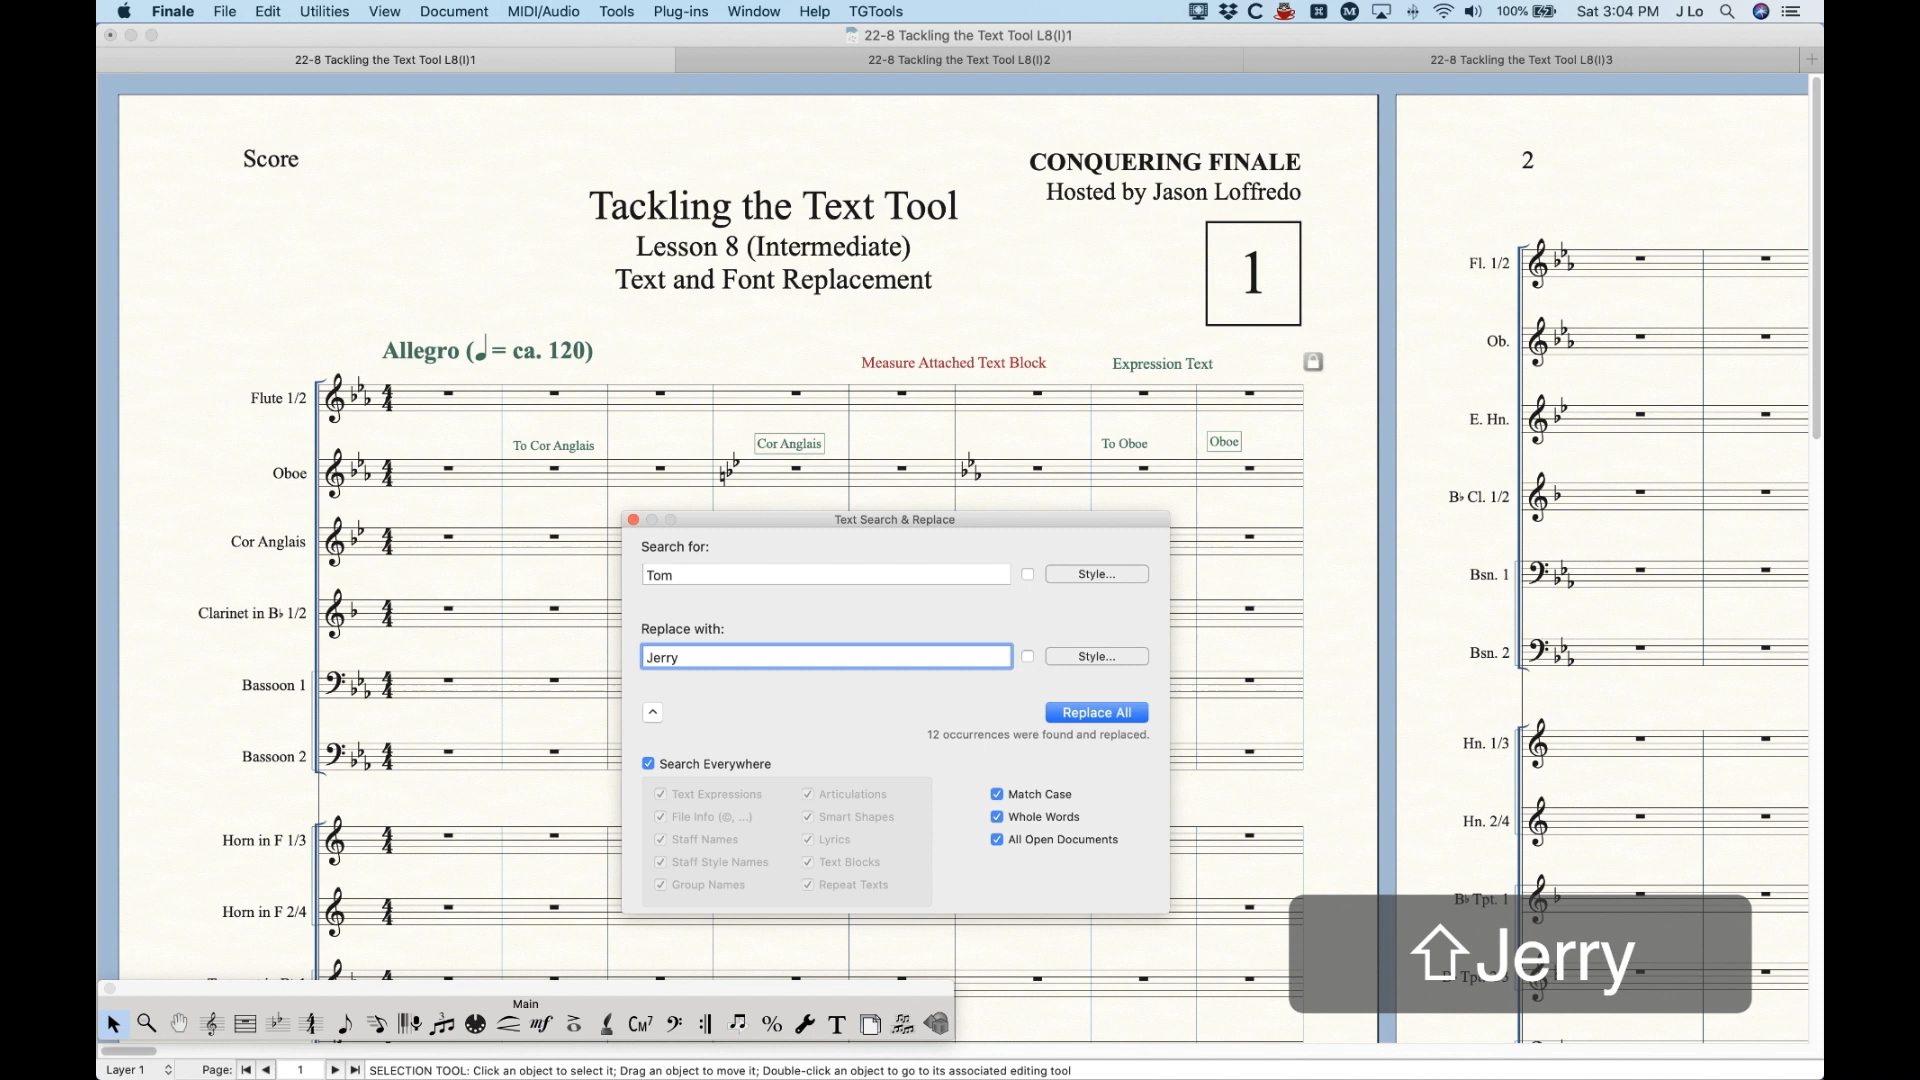 Finale File Edit Utilities View Document MIDI/Audio Tools Plug-ins Window Help TGTools 100% Sat 3:04 PM J Lo
22-8 Tackling the Text Tool L8(I)1
22-8 Tackling the Text Tool L8(I)1
22-8 Tackling the Text Tool L8(I)2
22-8 Tackling the Text Tool L8(I)3
Score
CONQUERING FINALE
Hosted by Jason Loffredo
Tackling the Text Tool
Lesson 8 (Intermediate)
Text and Font Replacement
1
Allegro (♩= ca. 120)
Measure Attached Text Block
Expression Text
Flute 1/2
To Cor Anglais
Cor Anglais
To Oboe
Oboe
Oboe
Cor Anglais
Clarinet in B♭ 1/2
Bassoon 1
Bassoon 2
Horn in F 1/3
Horn in F 2/4
2
Fl. 1/2
Ob.
E. Hn.
B♭ Cl. 1/2
Bsn. 1
Bsn. 2
Hn. 1/3
Hn. 2/4
B♭ Tpt. 1
Text Search & Replace
Search for:
Tom
Style...
Replace with:
Jerry
Style...
Replace All
12 occurrences were found and replaced.
Search Everywhere
Text Expressions
Articulations
File Info (©, ...)
Smart Shapes
Staff Names
Lyrics
Staff Style Names
Text Blocks
Group Names
Repeat Texts
Match Case
Whole Words
All Open Documents
⇧Jerry
Main
mf
CM7
%
T
Layer 1
Page:
1
SELECTION TOOL: Click an object to select it; Drag an object to move it; Double-click an object to go to its associated editing tool